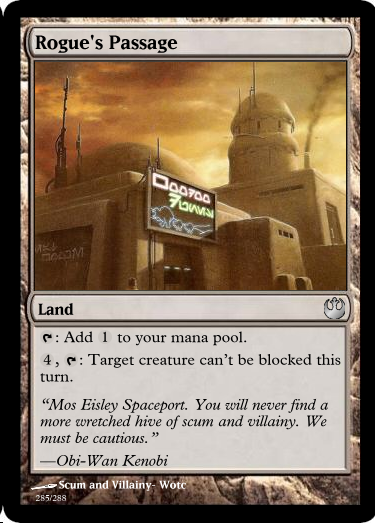 Rogue's Passage
Land
: Add 1 to your mana pool.
4, : Target creature can't be blocked this
turn.
“Mos Eisley Spaceport. You will never find a
more wretched hive of scum and villainy. We
must be cautious.”
—Obi-Wan Kenobi
Scum and Villainy- Wotc
285/288